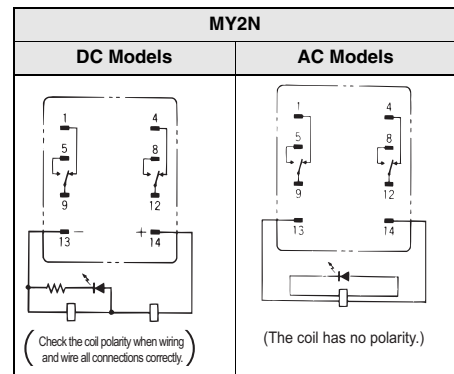 MY2N
DC Models AC Models
1 4
5 8
9 12
13 − + 14
(Check the coil polarity when wiring
and wire all connections correctly.)
1 4
5 8
9 12
13 14
(The coil has no polarity.)